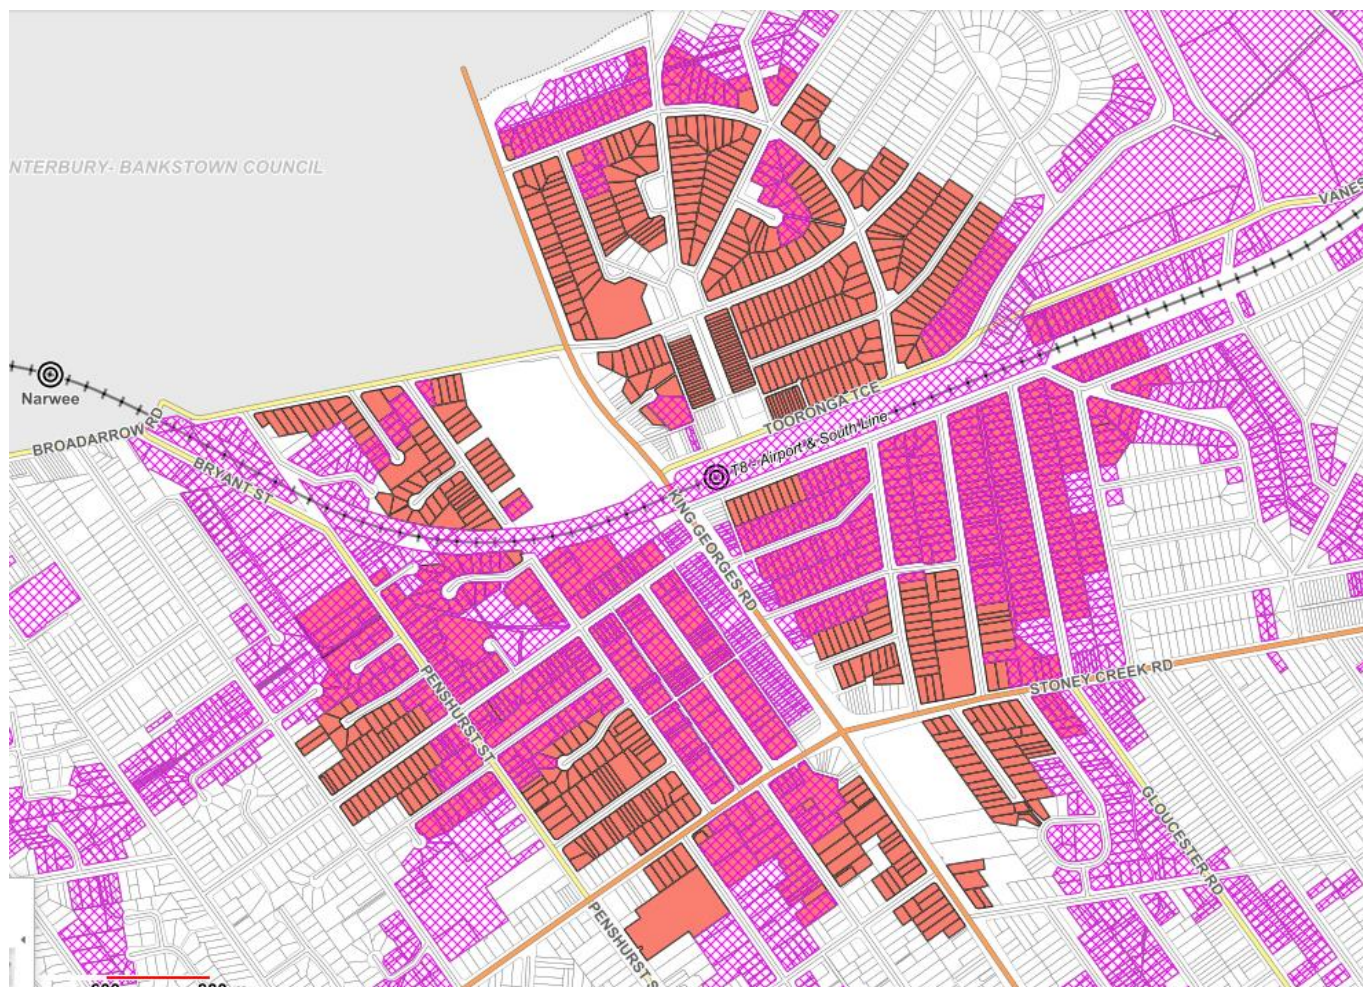 NTERBURY- BANKSTOWN COUNCIL
VANES
Narwee
BROADARROW RD
BRYANT ST
TOORONGA TCE
T8 - Airport & South Line
KING GEORGES RD
STONEY CREEK RD
PENSHURST ST
GLOUCESTER RD
PENSHURST S